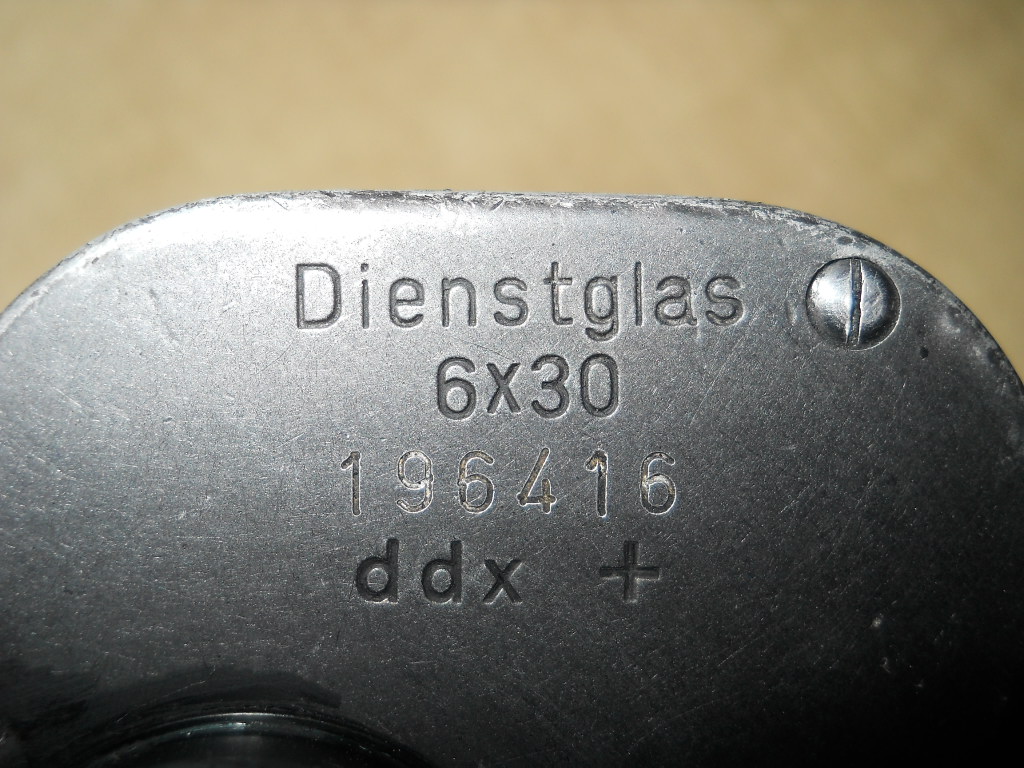 Dienstglas
6x30
196416
ddx +